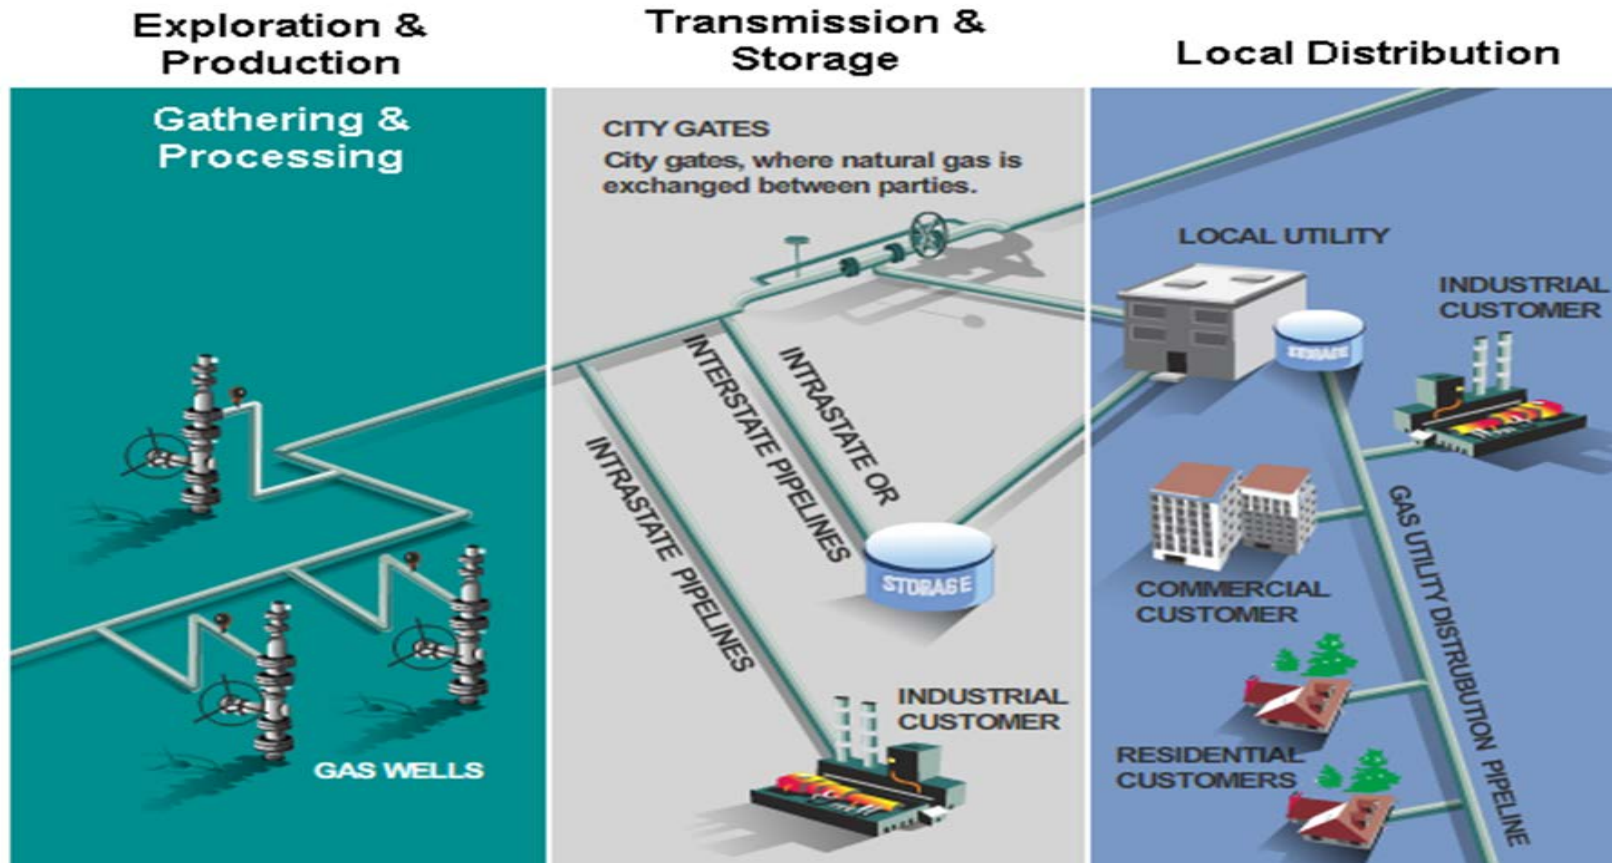 Exploration &
Production
Transmission &
Storage
Local Distribution
Gathering &
Processing
CITY GATES
City gates, where natural gas is
exchanged between parties.
LOCAL UTILITY
INDUSTRIAL
CUSTOMER
STORAGE
INTRASTATE OR
INTERSTATE PIPELINES
INTRASTATE PIPELINES
STORAGE
GAS UTILITY DISTRUBUTION PIPELINE
COMMERCIAL
CUSTOMER
INDUSTRIAL
CUSTOMER
RESIDENTIAL
CUSTOMERS
GAS WELLS